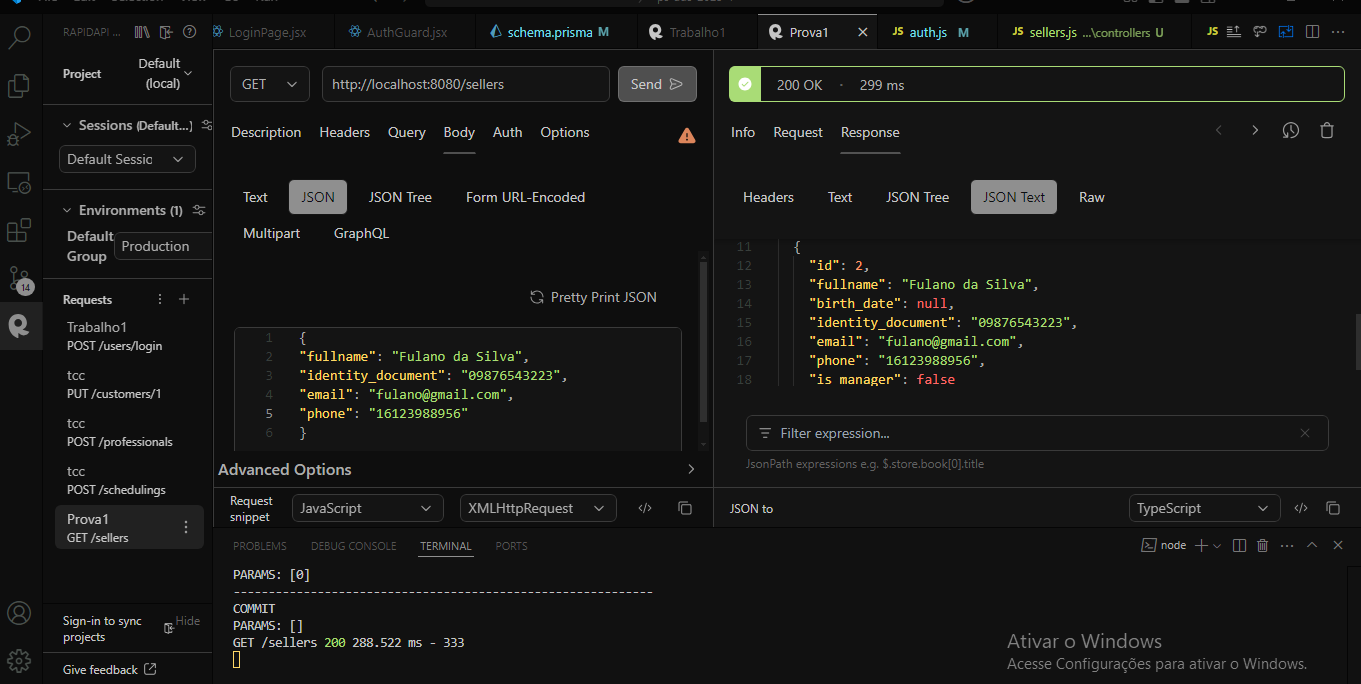 LoginPage.jsx
AuthGuard.jsx
schema.prisma M
Trabalho1
Prova1
JS auth.js M
JS sellers.js ...\controllers U
JS
RAPIDAPI ...
Project
Default
(local)
Sessions (Default...)
Default Sessio
Environments (1)
Default
Group
Production
Requests
Trabalho1
POST /users/login
tcc
PUT /customers/1
tcc
POST /professionals
tcc
POST /schedulings
Prova1
GET /sellers
Sign-in to sync
projects
Hide
Give feedback
14
GET
http://localhost:8080/sellers
Send
Description Headers Query Body Auth Options
Text JSON JSON Tree Form URL-Encoded
Multipart GraphQL
Pretty Print JSON
1 {
2 "fullname": "Fulano da Silva",
3 "identity_document": "09876543223",
4 "email": "fulano@gmail.com",
5 "phone": "16123988956"
6 }
Advanced Options
Request
snippet
JavaScript
XMLHttpRequest
200 OK · 299 ms
Info Request Response
Headers Text JSON Tree JSON Text Raw
11 {
12 "id": 2,
13 "fullname": "Fulano da Silva",
14 "birth_date": null,
15 "identity_document": "09876543223",
16 "email": "fulano@gmail.com",
17 "phone": "16123988956",
18 "is_manager": false
Filter expression...
JsonPath expressions e.g. $.store.book[0].title
JSON to
TypeScript
PROBLEMS DEBUG CONSOLE TERMINAL PORTS
node
PARAMS: [0]
------------------------------------------------------------
COMMIT
PARAMS: []
GET /sellers 200 288.522 ms - 333
Ativar o Windows
Acesse Configurações para ativar o Windows.